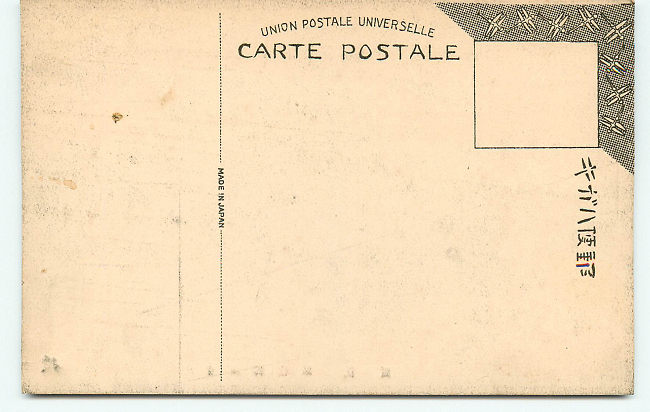 UNION POSTALE UNIVERSELLE
CARTE POSTALE
MADE IN JAPAN
キガハ便郵